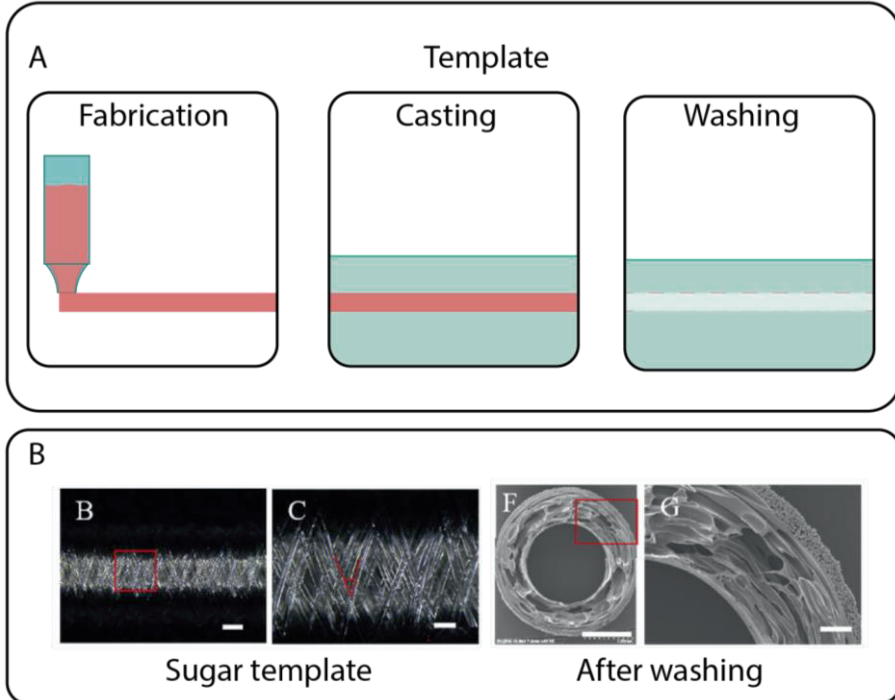 A
Template
Fabrication
Casting
Washing
B
B
C
F
G
Sugar template
After washing